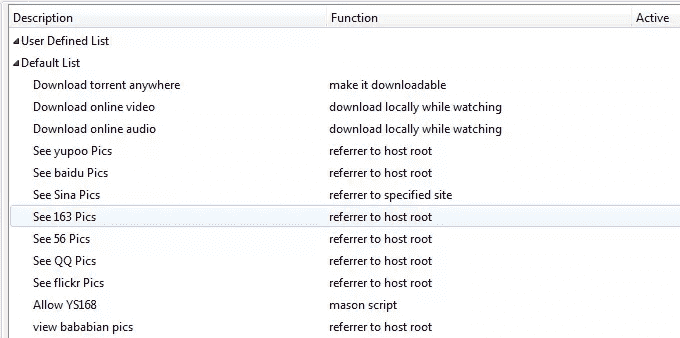 Description Function Active
User Defined List
Default List
Download torrent anywhere make it downloadable
Download online video download locally while watching
Download online audio download locally while watching
See yupoo Pics referrer to host root
See baidu Pics referrer to host root
See Sina Pics referrer to specified site
See 163 Pics referrer to host root
See 56 Pics referrer to host root
See QQ Pics referrer to host root
See flickr Pics referrer to host root
Allow YS168 mason script
view bababian pics referrer to host root